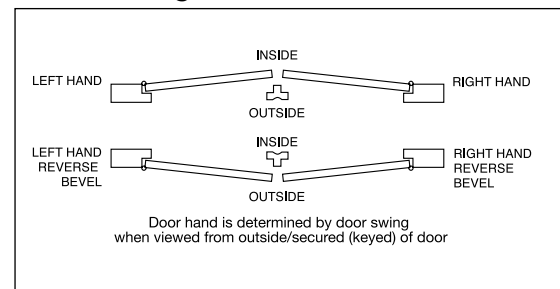 INSIDE
LEFT HAND
RIGHT HAND
OUTSIDE
INSIDE
LEFT HAND
REVERSE
BEVEL
RIGHT HAND
REVERSE
BEVEL
OUTSIDE
Door hand is determined by door swing
when viewed from outside/secured (keyed) of door